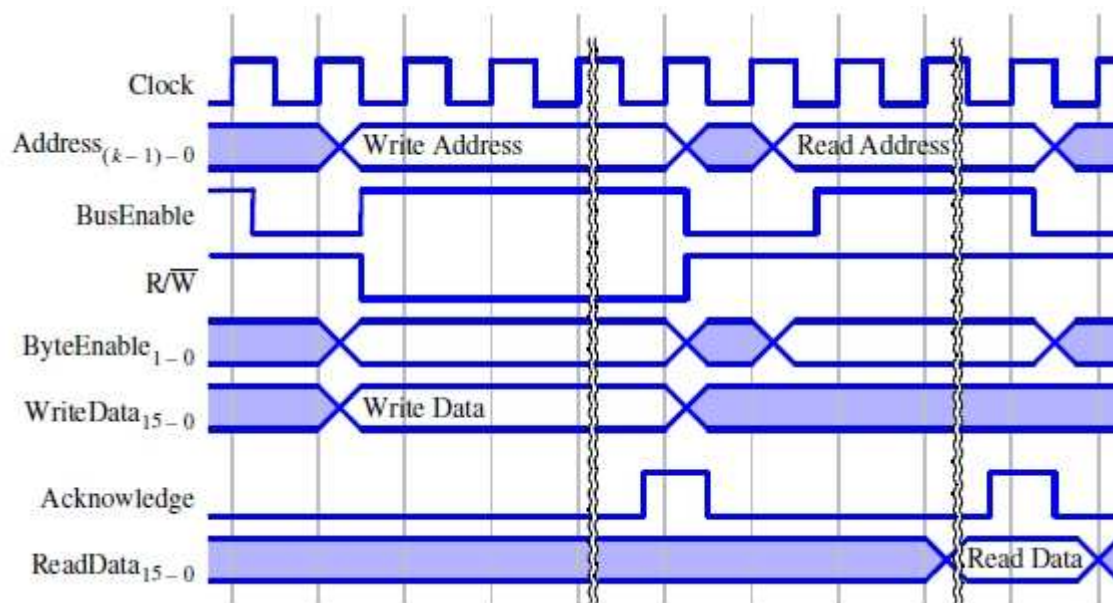 Clock
Address(k − 1) − 0
Write Address
Read Address
BusEnable
R/W̅
ByteEnable1 − 0
WriteData15 − 0
Write Data
Acknowledge
ReadData15 − 0
Read Data